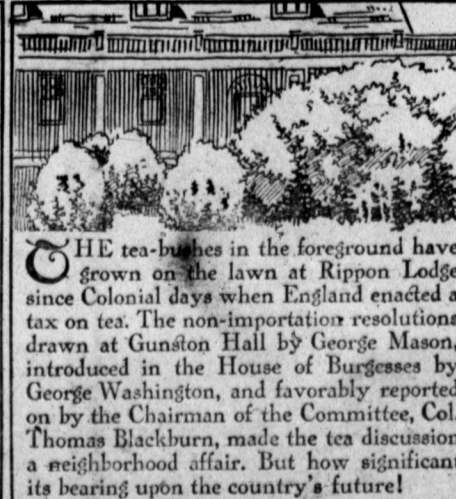 THE tea-bushes in the foreground have
grown on the lawn at Rippon Lodge
since Colonial days when England enacted a
tax on tea. The non-importation resolutions
drawn at Gunston Hall by George Mason,
introduced in the House of Burgesses by
George Washington, and favorably reported
on by the Chairman of the Committee, Col.
Thomas Blackburn, made the tea discussion
a neighborhood affair. But how significant
its bearing upon the country's future!